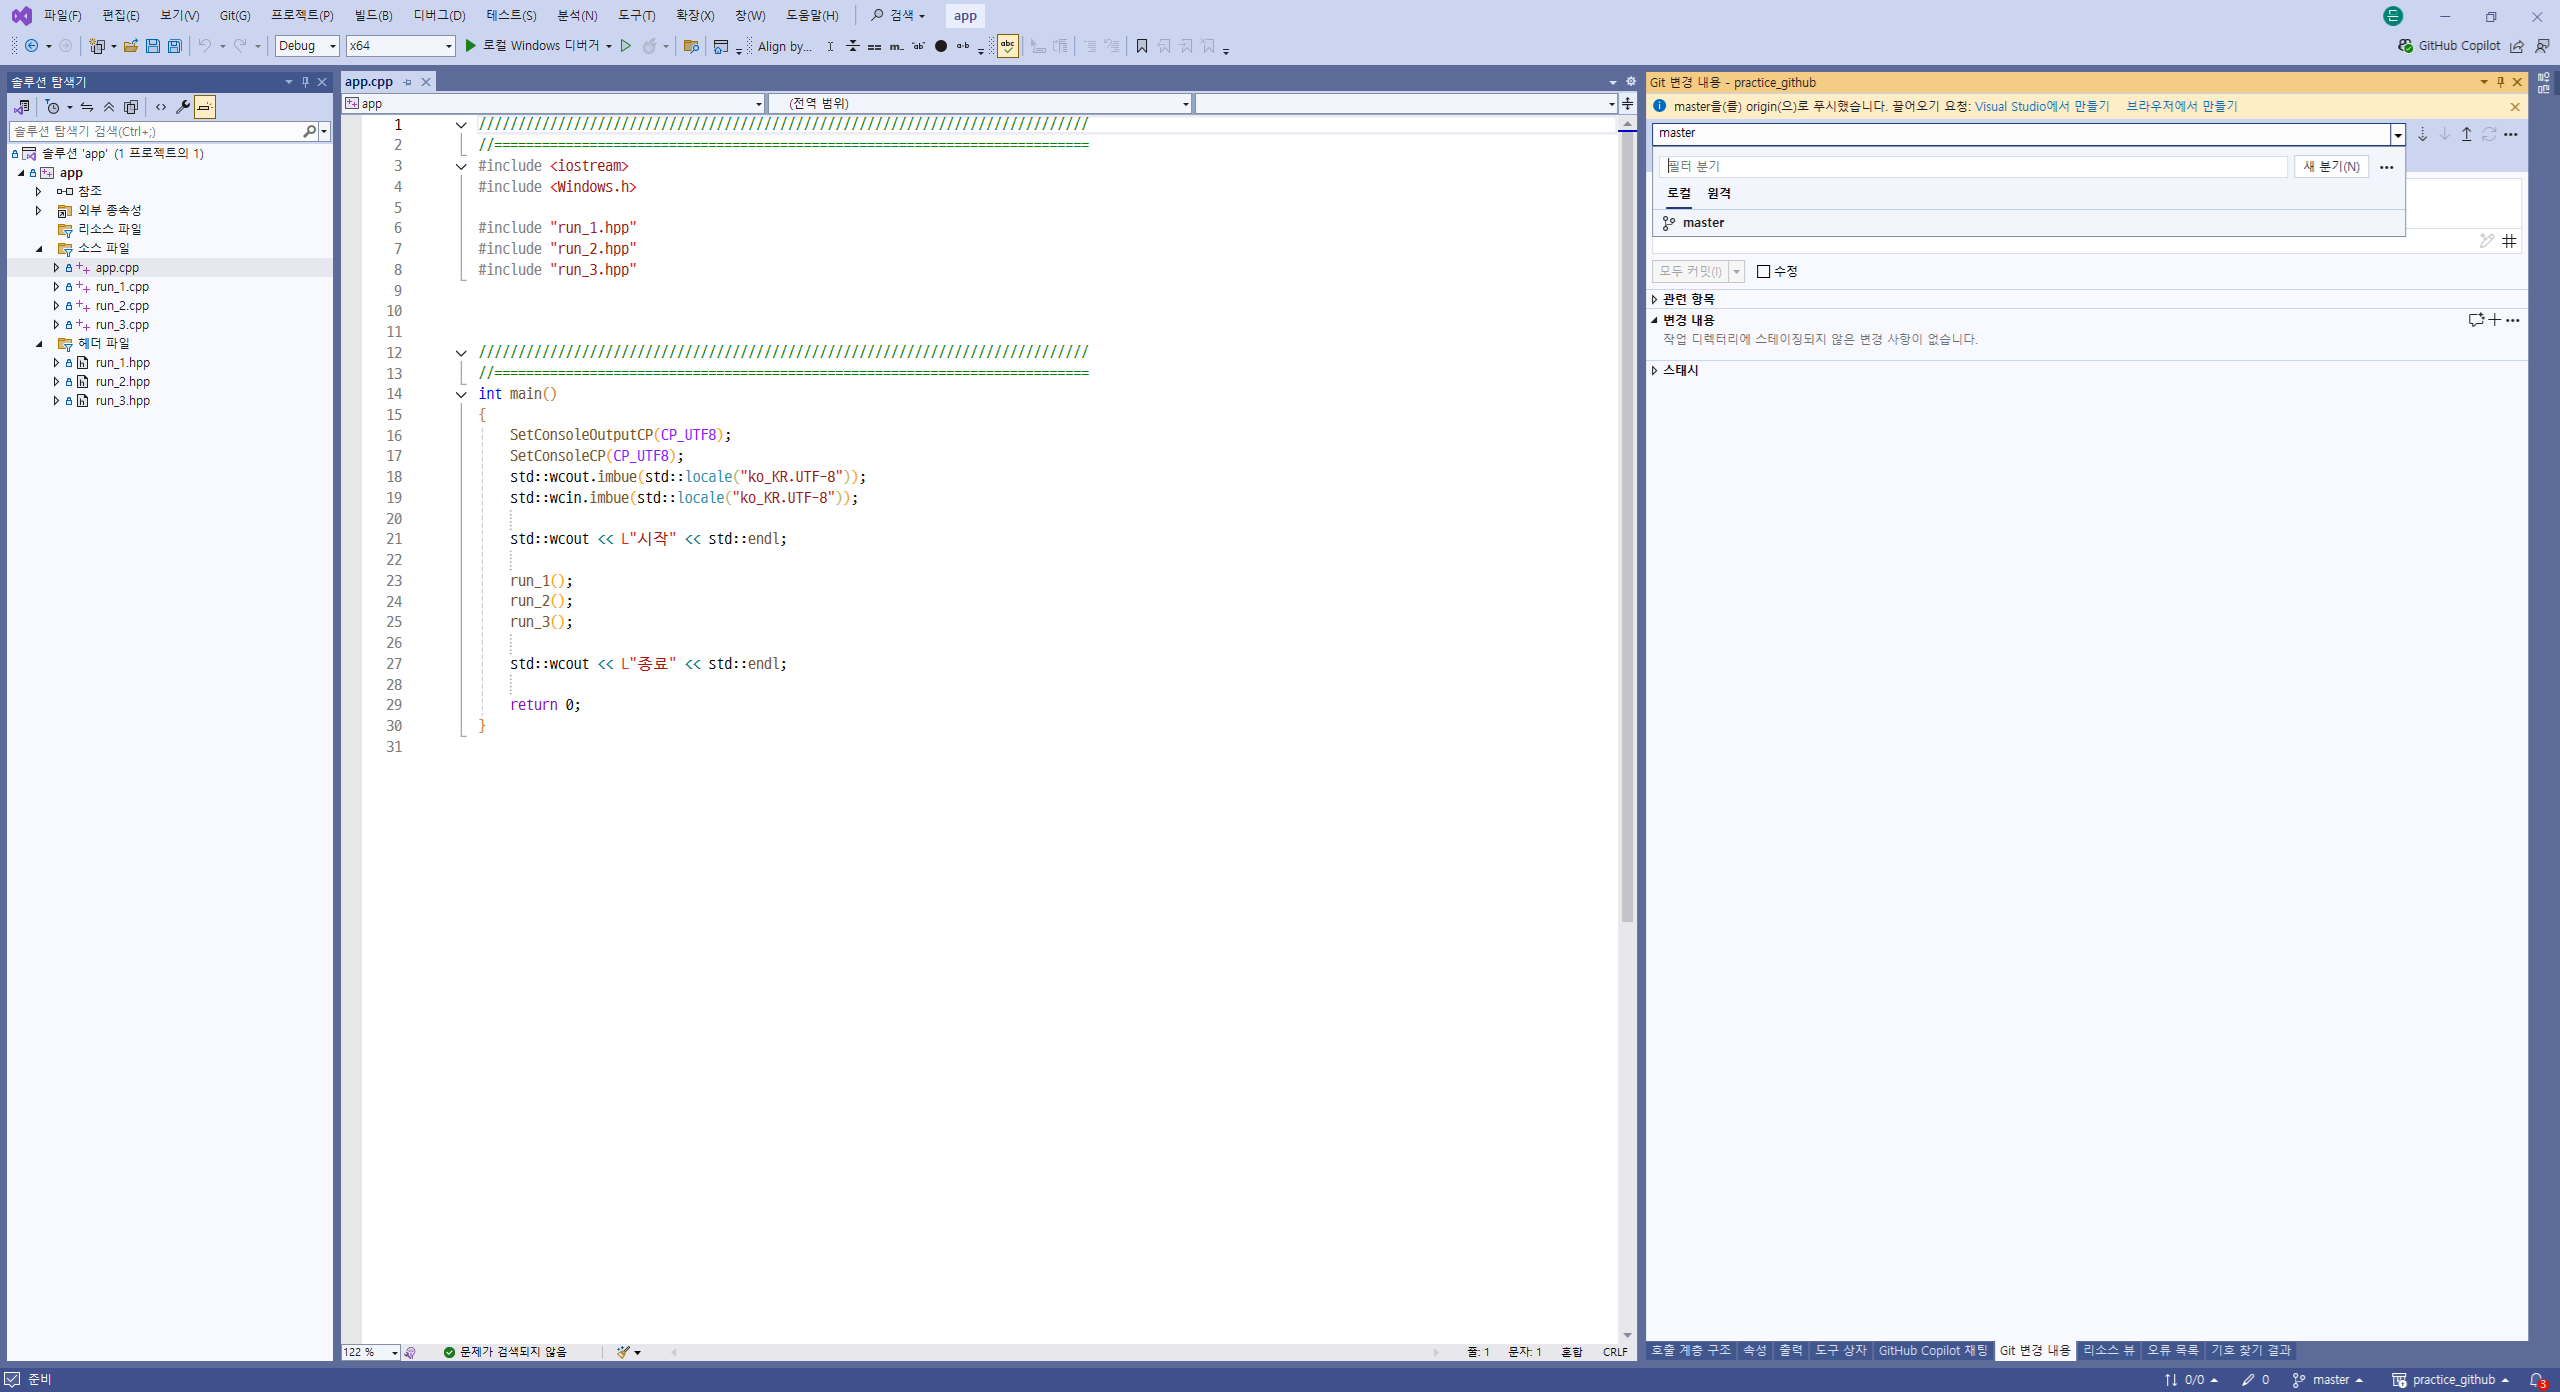 파일(F) 편집(E) 보기(V) Git(G) 프로젝트(P) 빌드(B) 디버그(D) 테스트(S) 분석(N) 도구(T) 확장(X) 창(W) 도움말(H) 검색 app 든
Debug x64 로컬 Windows 디버거 Align by... GitHub Copilot
솔루션 탐색기
솔루션 탐색기 검색(Ctrl+;)
솔루션 'app' (1 프로젝트의 1)
app
참조
외부 종속성
리소스 파일
소스 파일
app.cpp
run_1.cpp
run_2.cpp
run_3.cpp
헤더 파일
run_1.hpp
run_2.hpp
run_3.hpp
app.cpp
app (전역 범위)
1 /////////////////////////////////////////////////////////////////////////////
2 //===========================================================================
3 #include <iostream>
4 #include <Windows.h>
5
6 #include "run_1.hpp"
7 #include "run_2.hpp"
8 #include "run_3.hpp"
9
10
11
12 /////////////////////////////////////////////////////////////////////////////
13 //===========================================================================
14 int main()
15 {
16 SetConsoleOutputCP(CP_UTF8);
17 SetConsoleCP(CP_UTF8);
18 std::wcout.imbue(std::locale("ko_KR.UTF-8"));
19 std::wcin.imbue(std::locale("ko_KR.UTF-8"));
20
21 std::wcout << L"시작" << std::endl;
22
23 run_1();
24 run_2();
25 run_3();
26
27 std::wcout << L"종료" << std::endl;
28
29 return 0;
30 }
31
122 % 문제가 검색되지 않음 줄: 1 문자: 1 혼합 CRLF
Git 변경 내용 - practice_github
master을(를) origin(으)로 푸시했습니다. 끌어오기 요청: Visual Studio에서 만들기 브라우저에서 만들기
master
필터 분기 새 분기(N)
로컬 원격
master
모두 커밋(I) 수정
관련 항목
변경 내용
작업 디렉터리에 스테이징되지 않은 변경 사항이 없습니다.
스태시
호출 계층 구조 속성 출력 도구 상자 GitHub Copilot 채팅 Git 변경 내용 리소스 뷰 오류 목록 기호 찾기 결과
준비 0/0 0 master practice_github 3